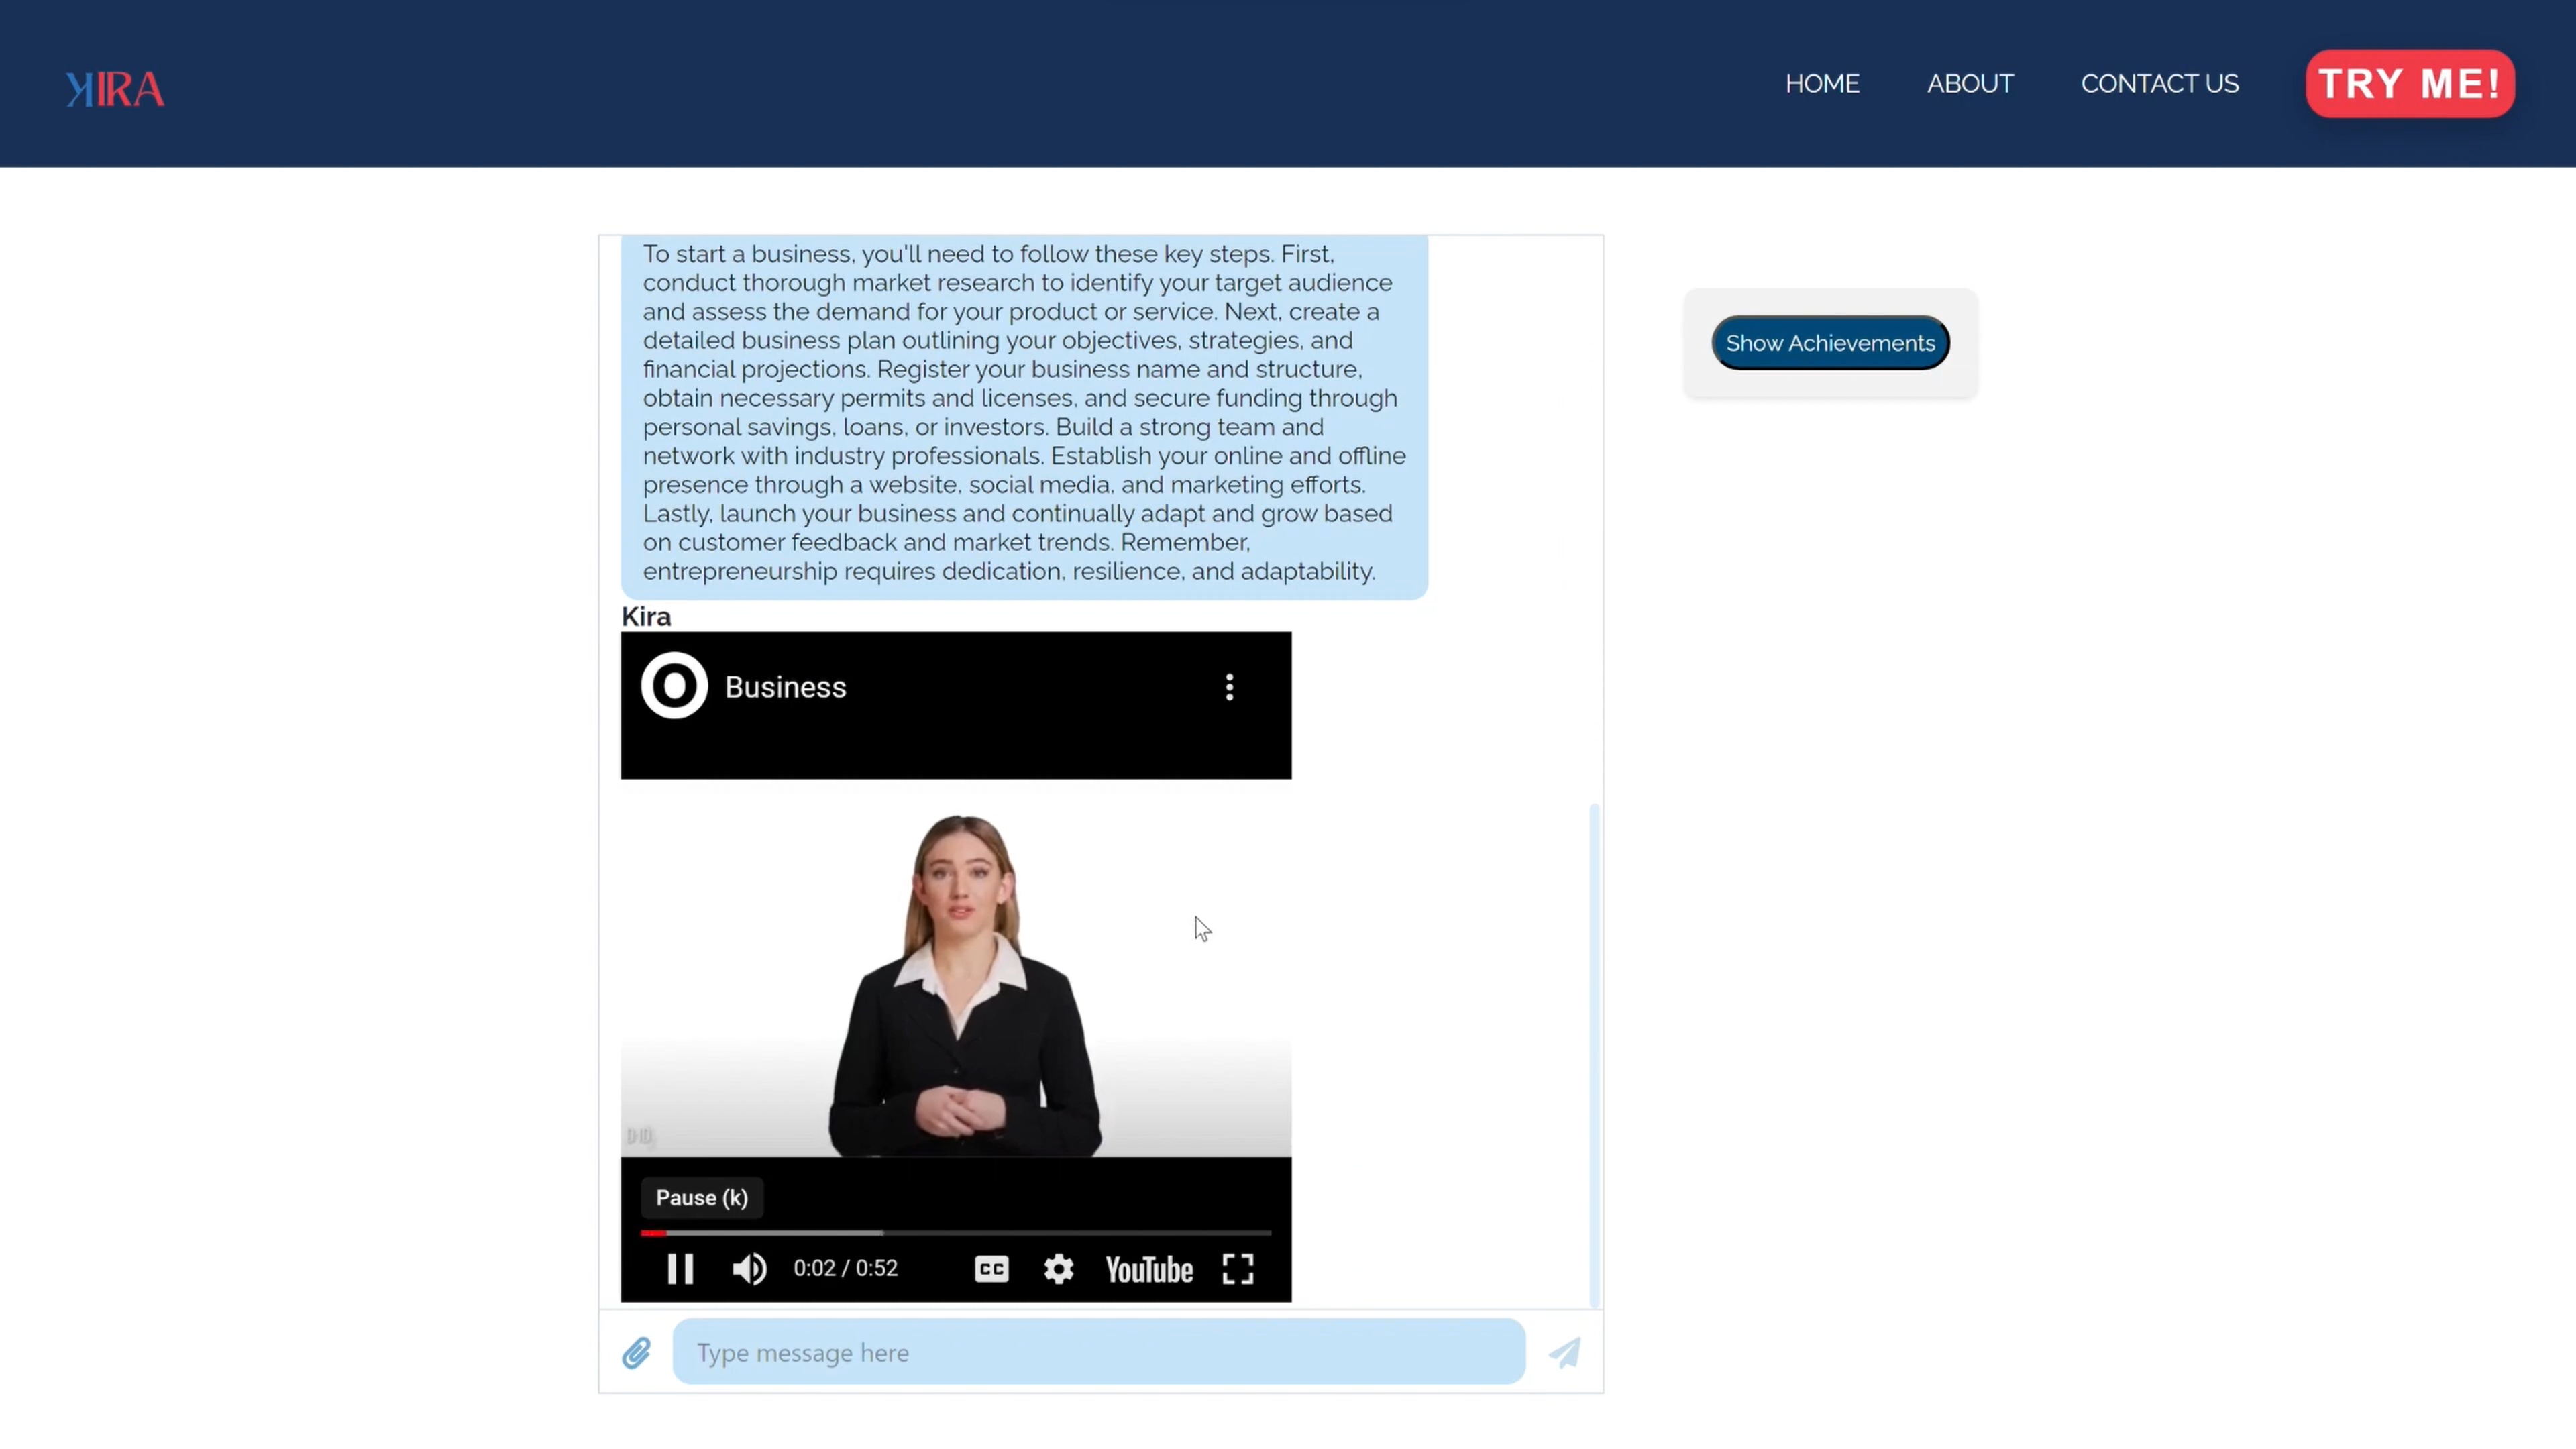 KIRA
HOME
ABOUT
CONTACT US
TRY ME!
To start a business, you'll need to follow these key steps. First,
conduct thorough market research to identify your target audience
and assess the demand for your product or service. Next, create a
detailed business plan outlining your objectives, strategies, and
financial projections. Register your business name and structure,
obtain necessary permits and licenses, and secure funding through
personal savings, loans, or investors. Build a strong team and
network with industry professionals. Establish your online and offline
presence through a website, social media, and marketing efforts.
Lastly, launch your business and continually adapt and grow based
on customer feedback and market trends. Remember,
entrepreneurship requires dedication, resilience, and adaptability.
Show Achievements
Kira
O
Business
Pause (k)
0:02 / 0:52
CC
YouTube
Type message here